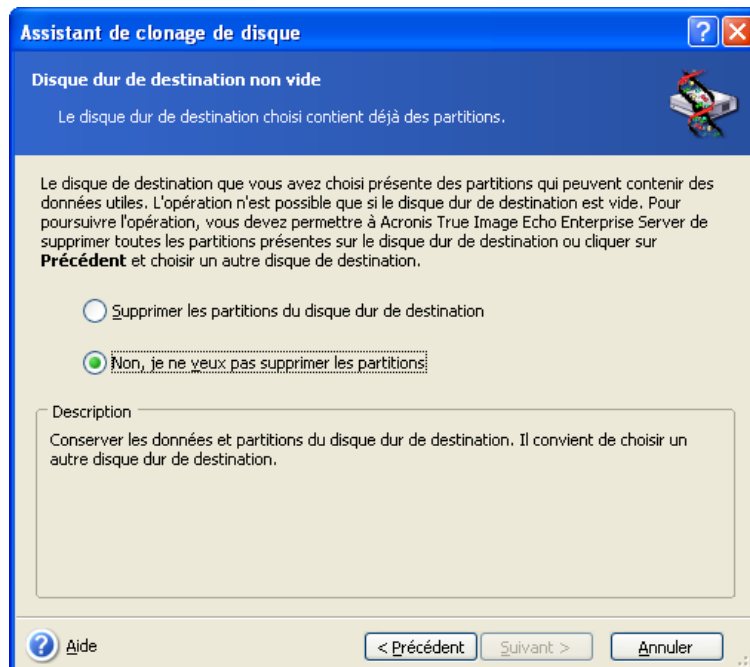 Assistant de clonage de disque
Disque dur de destination non vide
Le disque dur de destination choisi contient déjà des partitions.
Le disque de destination que vous avez choisi présente des partitions qui peuvent contenir des
données utiles. L'opération n'est possible que si le disque dur de destination est vide. Pour
poursuivre l'opération, vous devez permettre à Acronis True Image Echo Enterprise Server de
supprimer toutes les partitions présentes sur le disque dur de destination ou cliquer sur
Précédent et choisir un autre disque de destination.
Supprimer les partitions du disque dur de destination
Non, je ne veux pas supprimer les partitions
Description
Conserver les données et partitions du disque dur de destination. Il convient de choisir un
autre disque dur de destination.
Aide
< Précédent
Suivant >
Annuler